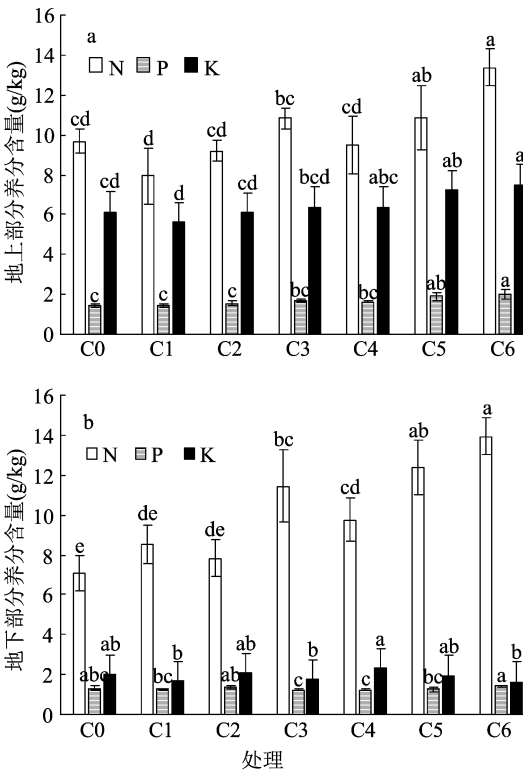 地上部分养分含量(g/kg)
16
14
12
10
8
6
4
2
0
a
N P K
cd c cd
d c d
cd c cd
bc bc bcd
cd bc abc
ab ab ab
a a a
C0 C1 C2 C3 C4 C5 C6
地下部分养分含量(g/kg)
16
14
12
10
8
6
4
2
0
b
N P K
e abc ab
de bc b
de ab ab
bc c b
cd c a
ab bc ab
a a b
C0 C1 C2 C3 C4 C5 C6
处理